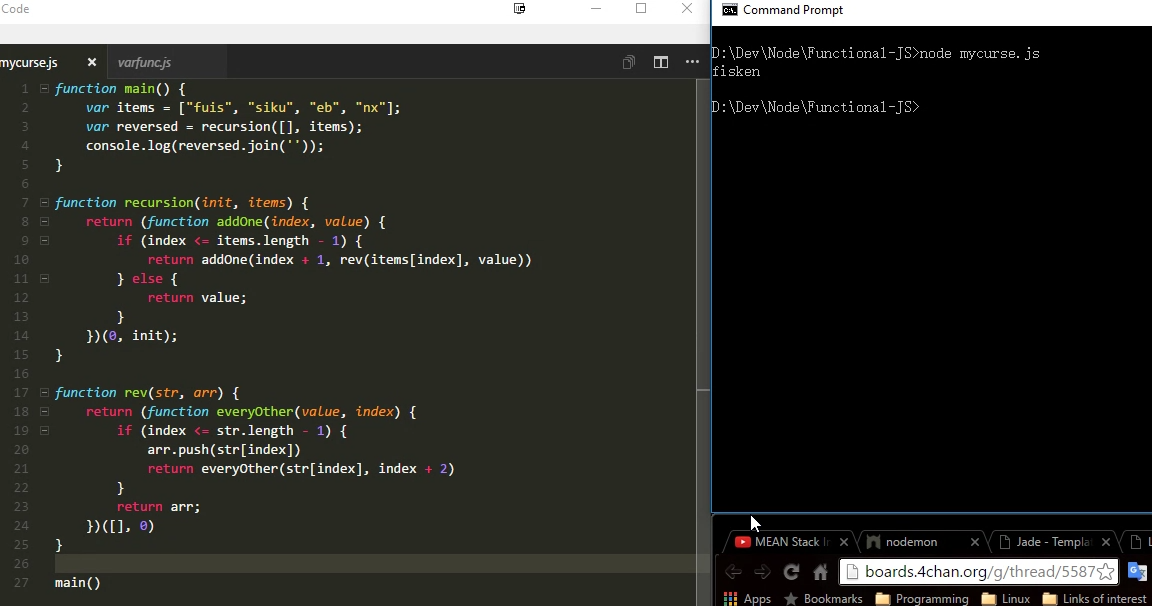 Code
mycurse.js
varfunc.js
1 function main() {
2 var items = ["fuis", "siku", "eb", "nx"];
3 var reversed = recursion([], items);
4 console.log(reversed.join(''));
5 }
6
7 function recursion(init, items) {
8 return (function addOne(index, value) {
9 if (index <= items.length - 1) {
10 return addOne(index + 1, rev(items[index], value))
11 } else {
12 return value;
13 }
14 })(0, init);
15 }
16
17 function rev(str, arr) {
18 return (function everyOther(value, index) {
19 if (index <= str.length - 1) {
20 arr.push(str[index])
21 return everyOther(str[index], index + 2)
22 }
23 return arr;
24 })([], 0)
25 }
26
27 main()
Command Prompt
D:\Dev\Node\Functional-JS>node mycurse.js
fisken
D:\Dev\Node\Functional-JS>
MEAN Stack
nodemon
Jade - Templa
boards.4chan.org/g/thread/5587
Apps Bookmarks Programming Linux Links of interest